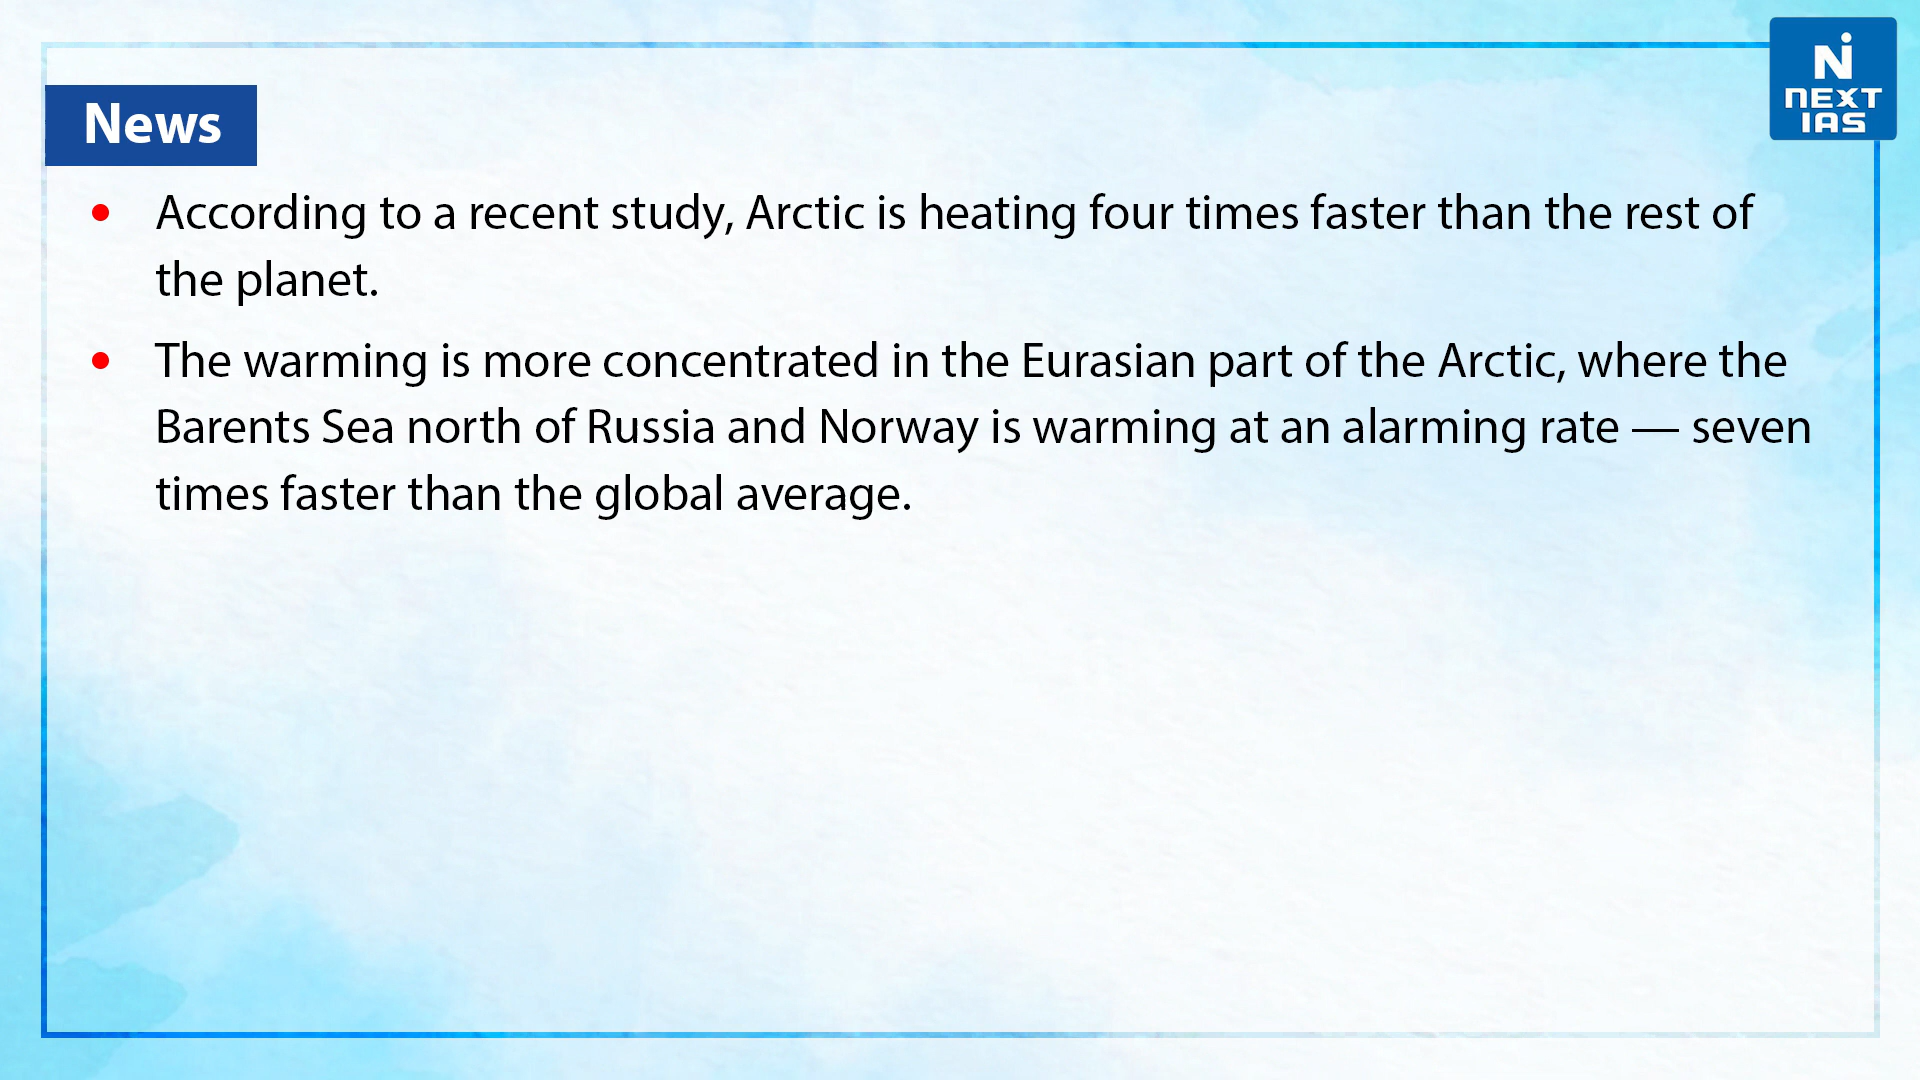 NEXT
IAS
News
• According to a recent study, Arctic is heating four times faster than the rest of
the planet.
• The warming is more concentrated in the Eurasian part of the Arctic, where the
Barents Sea north of Russia and Norway is warming at an alarming rate — seven
times faster than the global average.